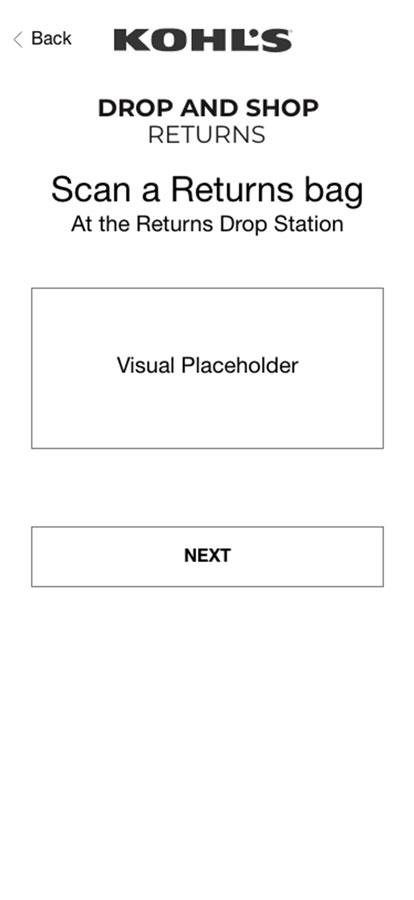 Back
KOHL'S
DROP AND SHOP
RETURNS
Scan a Returns bag
At the Returns Drop Station
Visual Placeholder
NEXT